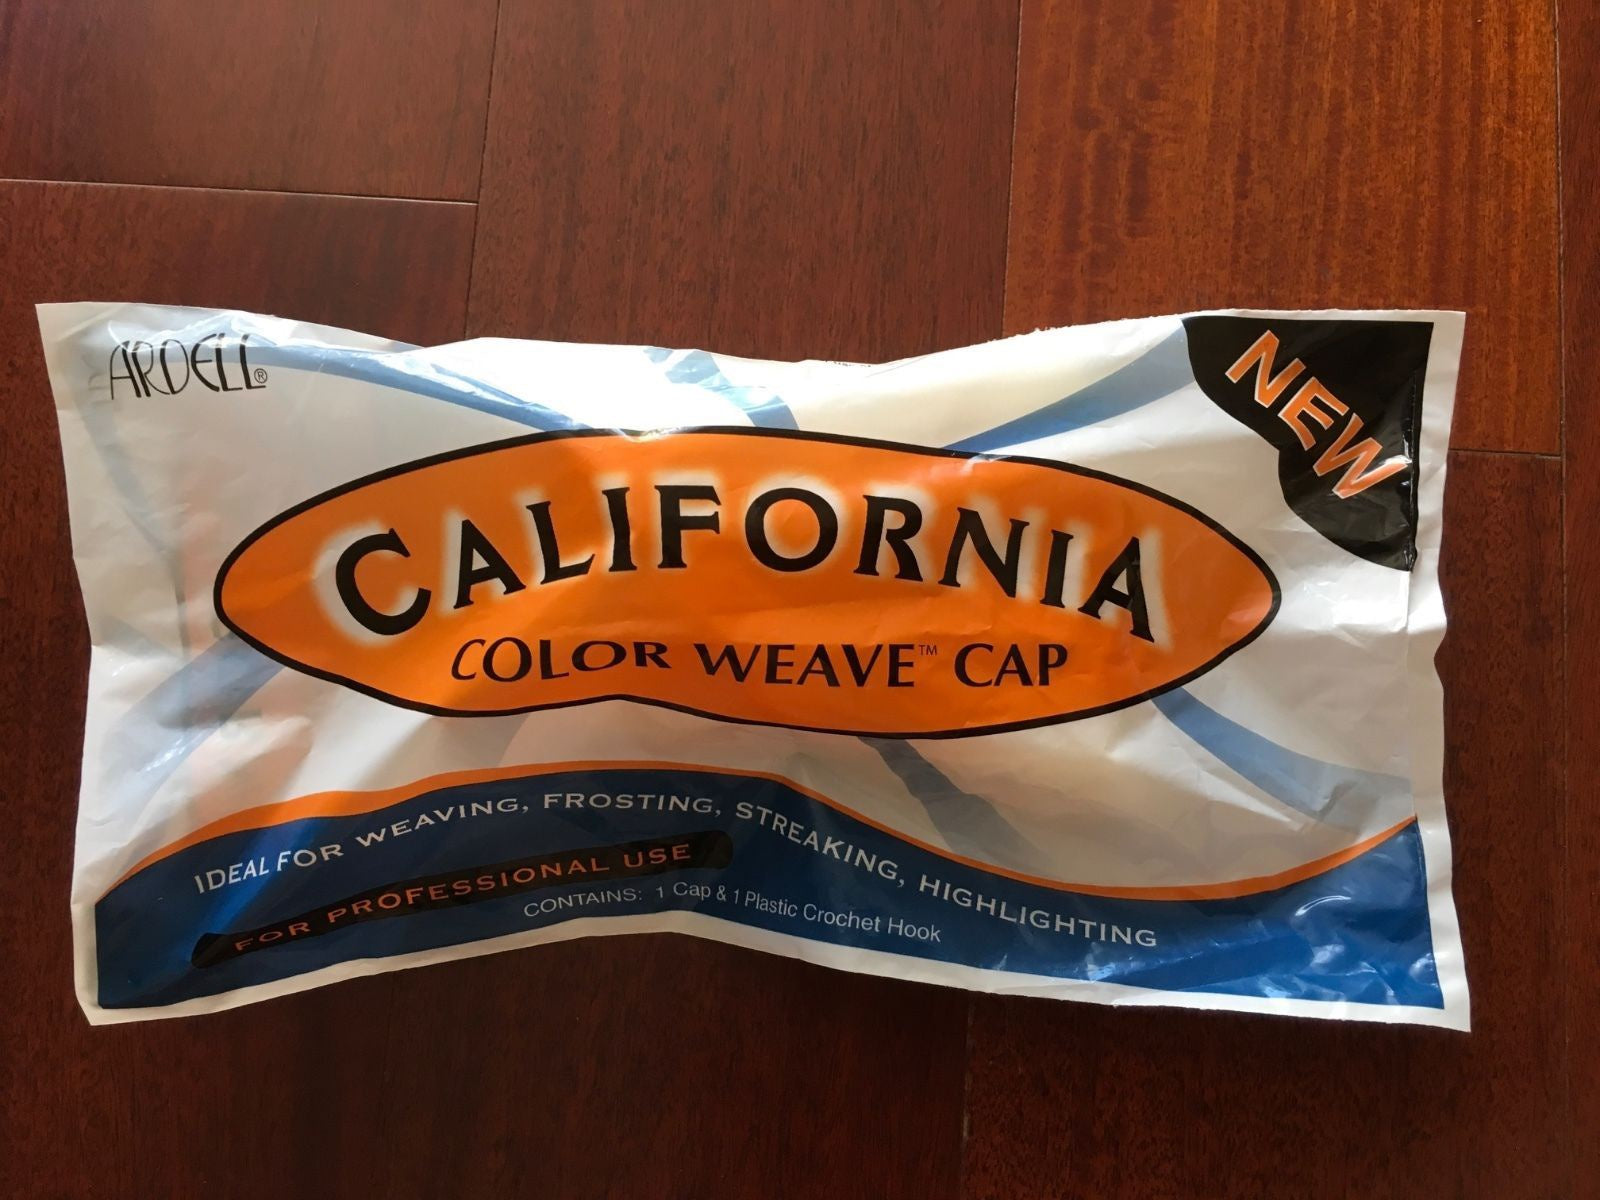 ARDELL®
NEW
CALIFORNIA
COLOR WEAVE™ CAP
IDEAL FOR WEAVING, FROSTING, STREAKING, HIGHLIGHTING
FOR PROFESSIONAL USE
CONTAINS: 1 Cap & 1 Plastic Crochet Hook